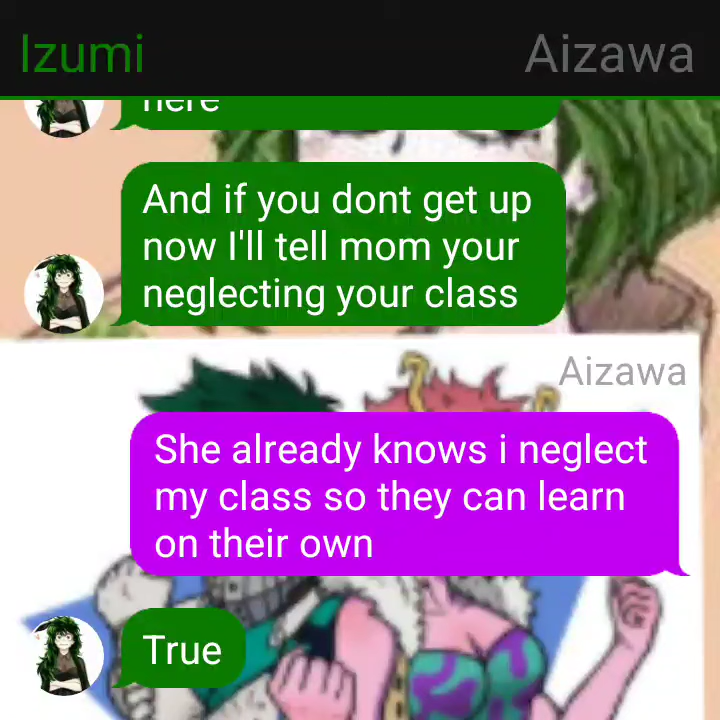 Izumi
Aizawa
here
And if you dont get up
now I'll tell mom your
neglecting your class
Aizawa
She already knows i neglect
my class so they can learn
on their own
True